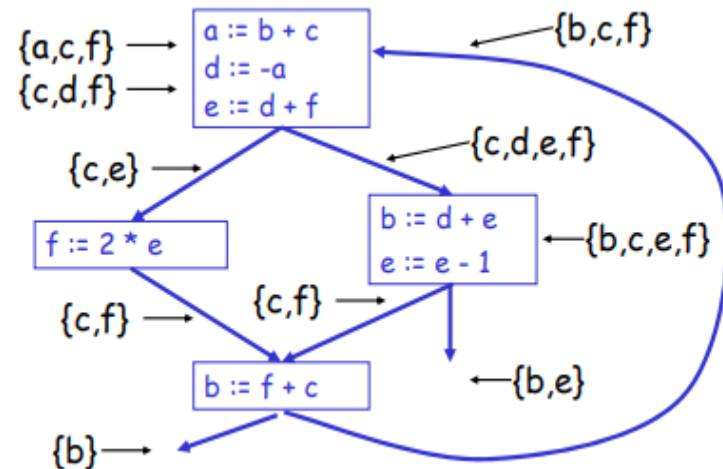 a := b + c
{a,c,f}
{b,c,f}
d := -a
{c,d,f}
e := d + f
{c,e}
{c,d,e,f}
f := 2 * e
b := d + e
e := e - 1
{b,c,e,f}
{c,f}
{c,f}
b := f + c
{b,e}
{b}